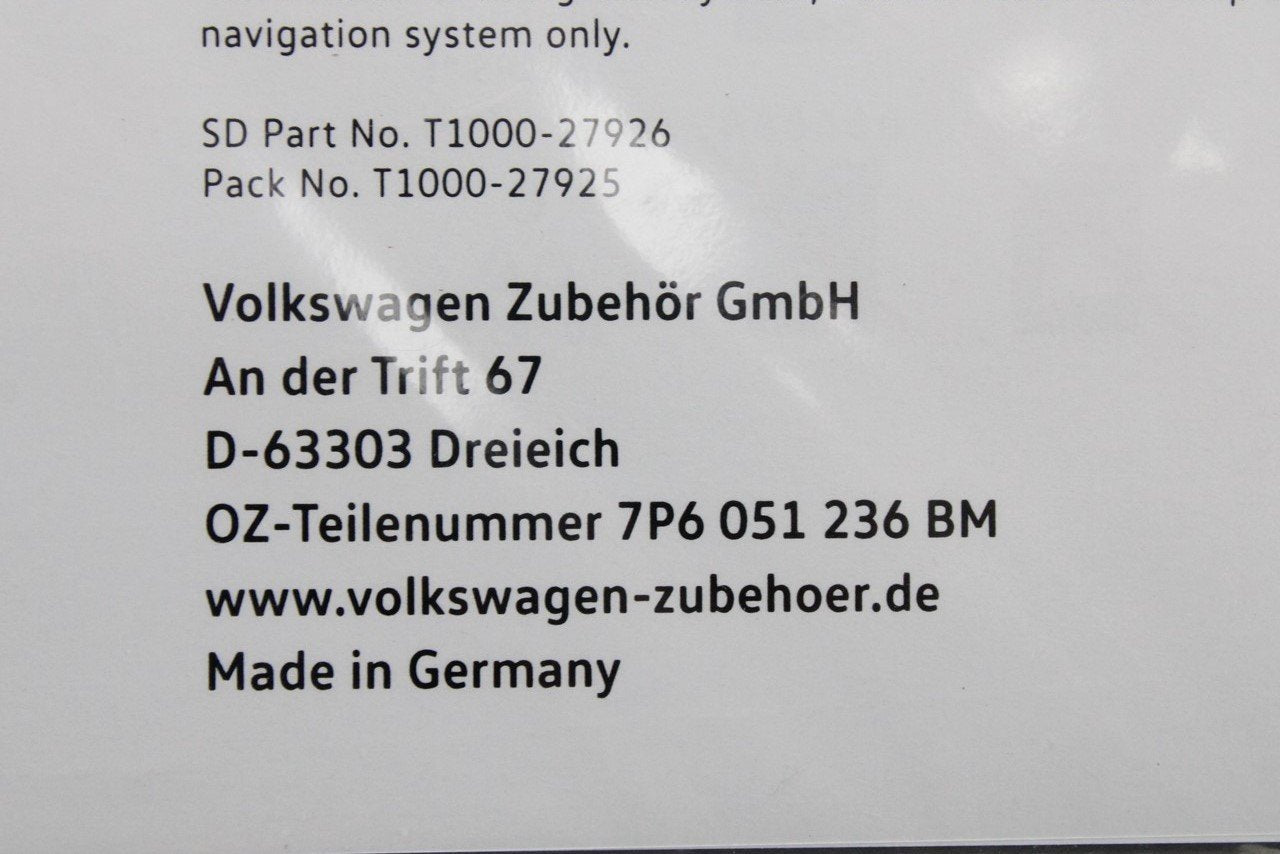 navigation system only.
SD Part No. T1000-27926
Pack No. T1000-27925
Volkswagen Zubehör GmbH
An der Trift 67
D-63303 Dreieich
OZ-Teilenummer 7P6 051 236 BM
www.volkswagen-zubehoer.de
Made in Germany